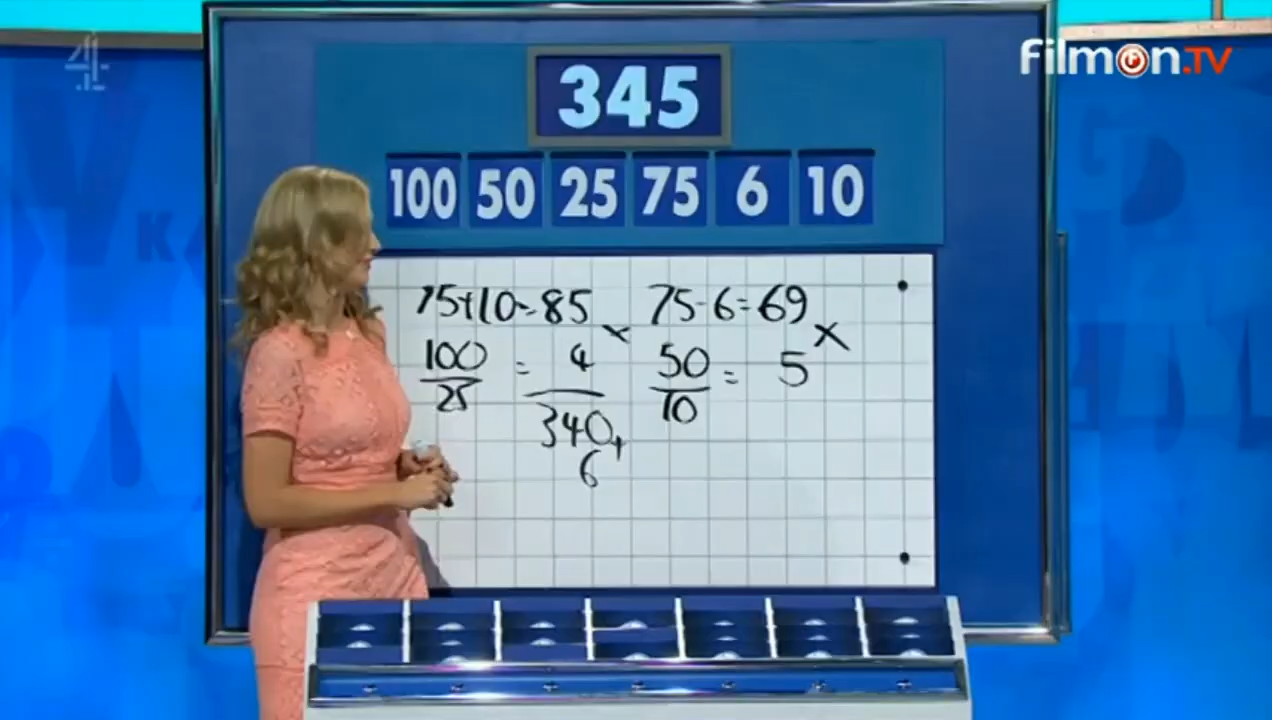 4
filmon.TV
345
100 50 25 75 6 10
75+10=85 75-6=69
× ×
100 = 4 50 = 5
25 10
340+
6